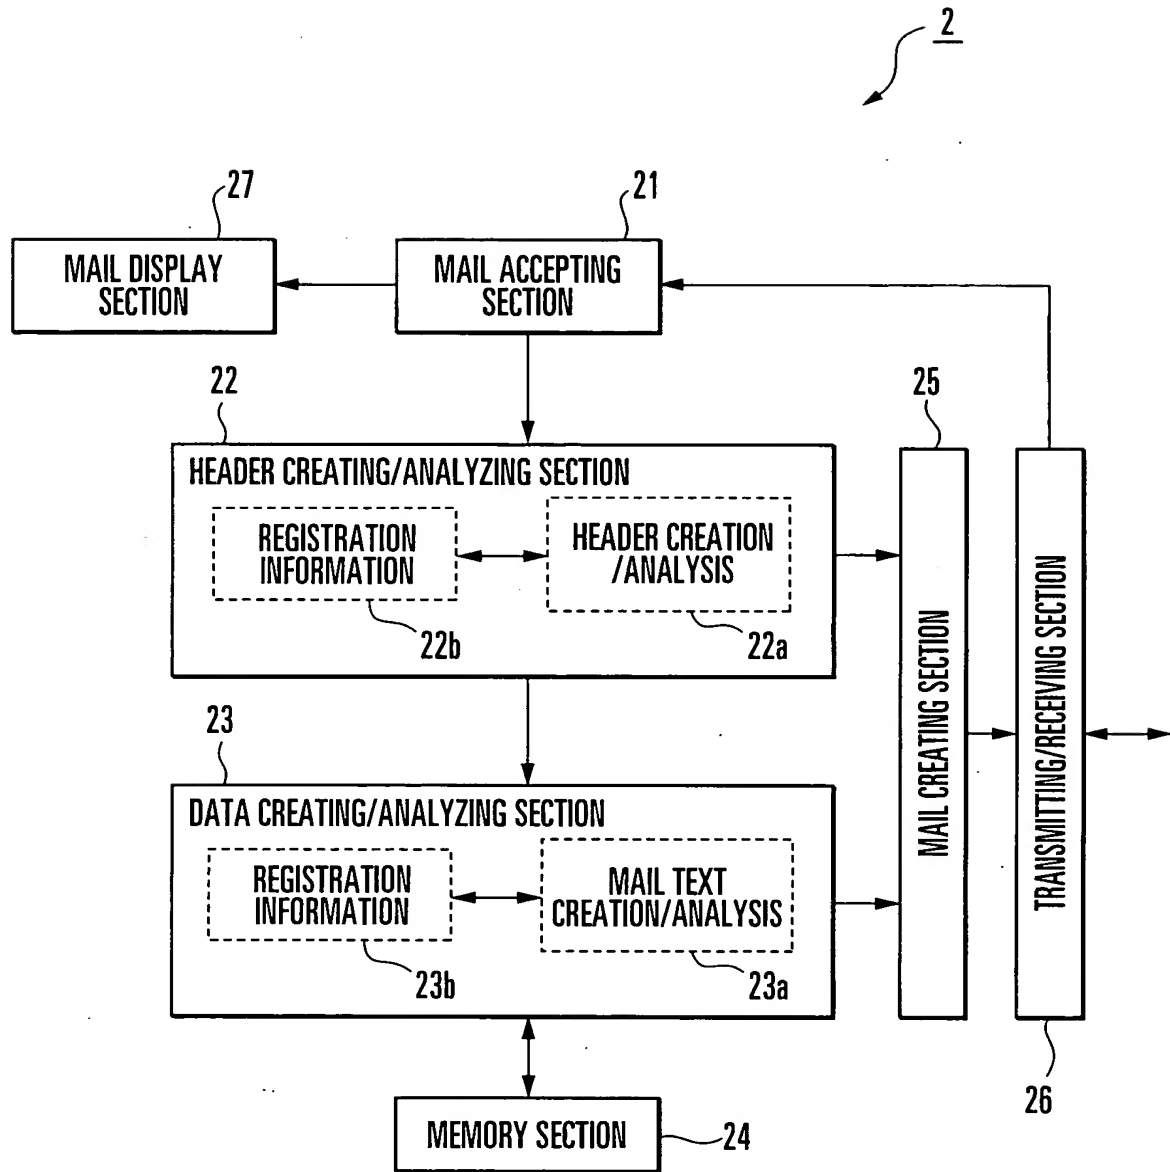 2
27
21
MAIL DISPLAY
SECTION
MAIL ACCEPTING
SECTION
22
25
HEADER CREATING/ANALYZING SECTION
REGISTRATION
INFORMATION
HEADER CREATION
/ANALYSIS
22b
22a
MAIL CREATING SECTION
TRANSMITTING/RECEIVING SECTION
23
DATA CREATING/ANALYZING SECTION
REGISTRATION
INFORMATION
MAIL TEXT
CREATION/ANALYSIS
23b
23a
26
MEMORY SECTION
24